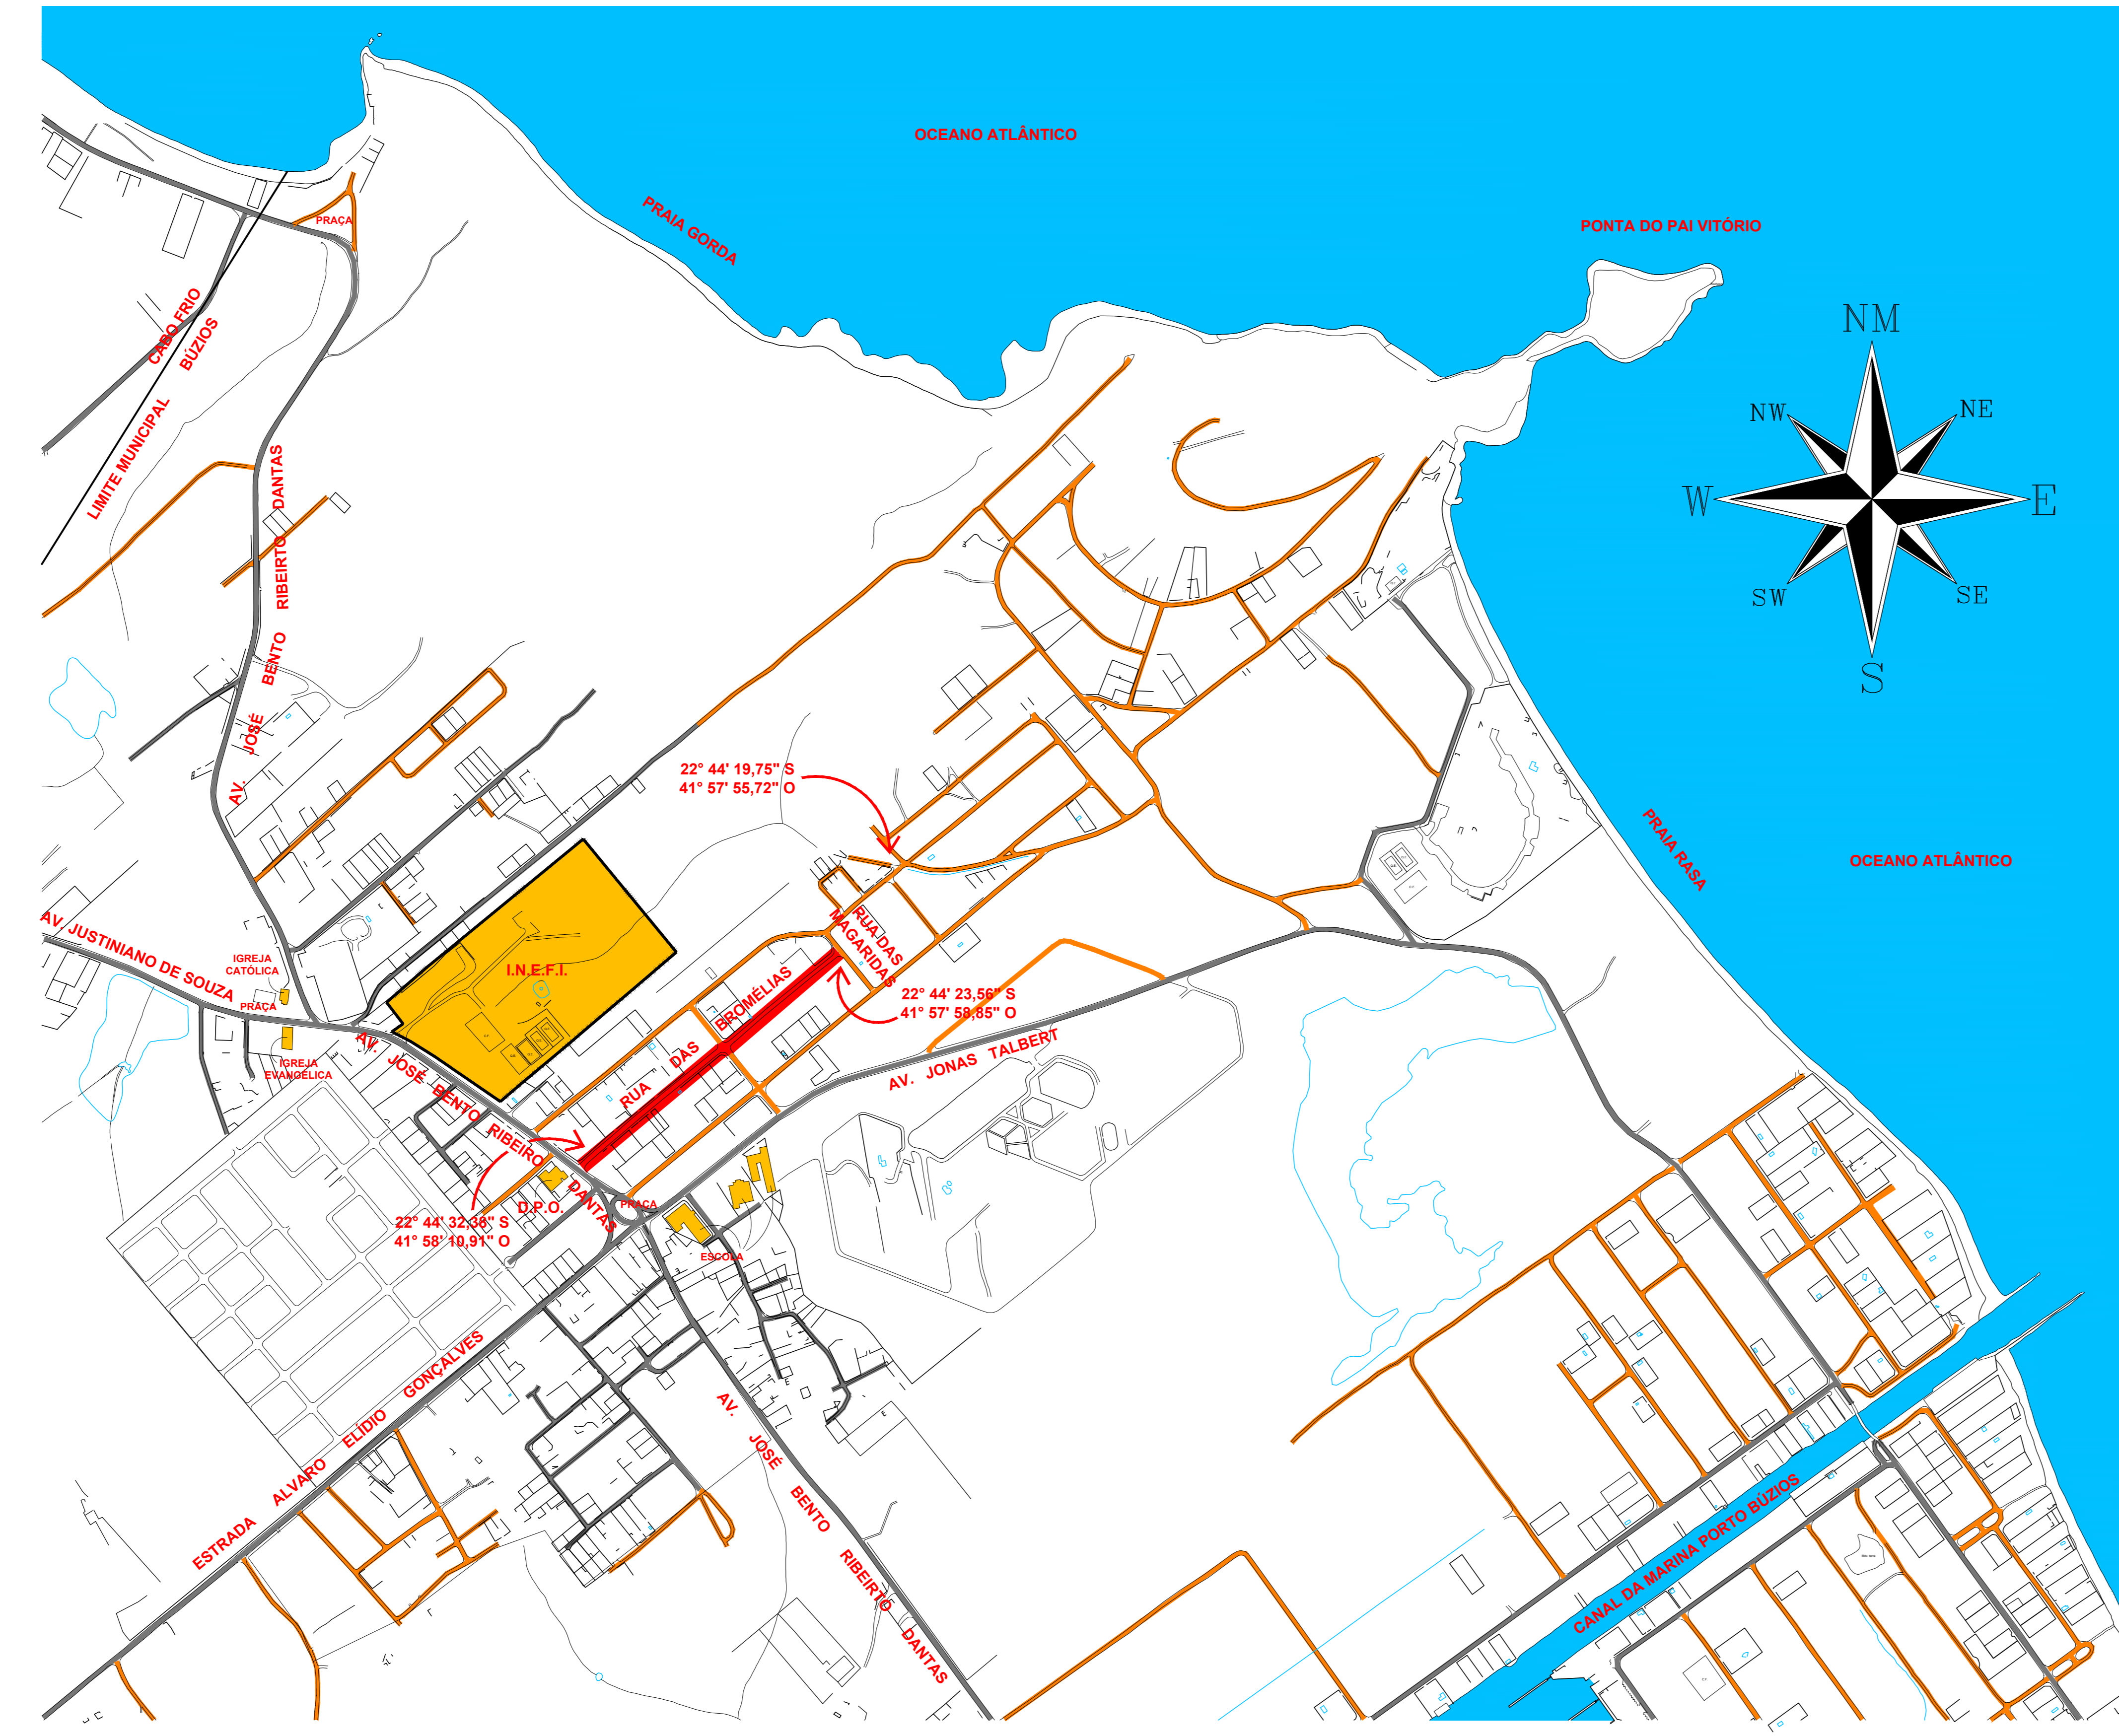 OCEANO ATLÂNTICO
PRAIA GORDA
PONTA DO PAI VITÓRIO
PRAÇA
CABO FRIO
BÚZIOS
LIMITE MUNICIPAL
NM
NW
NE
W
E
SW
SE
S
AV. JOSÉ BENTO RIBEIRTO DANTAS
22° 44' 19,75" S
41° 57' 55,72" O
PRAIA RASA
OCEANO ATLÂNTICO
AV. JUSTINIANO DE SOUZA
IGREJA
CATÓLICA
PRAÇA
I.N.E.F.I.
RUA DAS
MAGARIDAS
22° 44' 23,56" S
41° 57' 58,85" O
RUA DAS BROMÉLIAS
IGREJA
EVANGÉLICA
AV. JOSÉ BENTO RIBEIRO DANTAS
AV. JONAS TALBERT
D.P.O.
PRAÇA
22° 44' 32,38" S
41° 58' 10,91" O
ESCOLA
ESTRADA ALVARO ELÍDIO GONÇALVES
AV. JOSÉ BENTO RIBEIRTO DANTAS
CANAL DA MARINA PORTO BÚZIOS